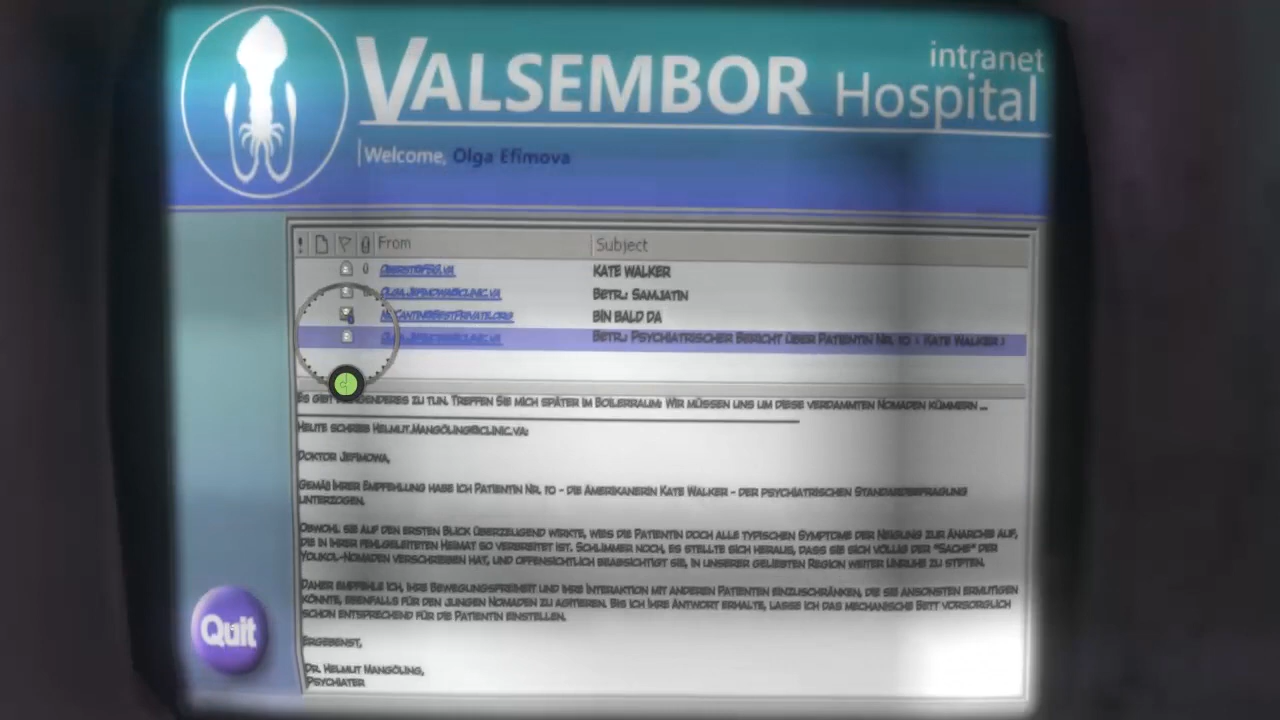 VALSEMBOR intranet Hospital
Welcome, Olga Efimova
! From Subject
KATE WALKER
BETR.: SAMJATIN
BIN BALD DA
BETR.: PSYCHIATRISCHER BERICHT ÜBER PATIENTIN NR. 10 ( KATE WALKER )
ES GIBT ZU TUN. TREFFEN SIE MICH SPÄTER IM BOILERRAUM: WIR MÜSSEN UNS UM DIESE VERDAMMTEN NOMADEN KÜMMERN ...
HEUTE SCHRIEB HELMUT.MANGÖLING@CLINIC.VA:
DOKTOR JEFIMOWA,
GEMÄß IHRER EMPFEHLUNG HABE ICH PATIENTIN NR. 10 - DIE AMERIKANERIN KATE WALKER - DER PSYCHIATRISCHEN STANDARDBEFRAGUNG
UNTERZOGEN.
OBWOHL SIE AUF DEN ERSTEN BLICK ÜBERZEUGEND WIRKTE, WEIS DIE PATIENTIN DOCH ALLE TYPISCHEN SYMPTOME DER NEIGUNG ZUR ANARCHIE AUF,
DIE IN IHRER FEHLGELEITETEN HEIMAT SO VERBREITET IST. SCHLIMMER NOCH, ES STELLTE SICH HERAUS, DASS SIE SICH VÖLLIG DER "SACHE" DER
YOUKOL-NOMADEN VERSCHRIEBEN HAT, UND OFFENSICHTLICH BEABSICHTIGT SIE, IN UNSERER GELIEBTEN REGION WEITER UNRUHE ZU STIFTEN.
DAHER EMPFEHLE ICH, IHRE BEWEGUNGSFREIHEIT UND IHRE INTERAKTION MIT ANDEREN PATIENTEN EINZUSCHRÄNKEN, DIE SIE ANSONSTEN ERMUTIGEN
KÖNNTE, EBENFALLS FÜR DEN JUNGEN NOMADEN ZU AGITIEREN. BIS ICH IHRE ANTWORT ERHALTE, LASSE ICH DAS MECHANISCHE BETT VORSORGLICH
SCHON ENTSPRECHEND FÜR DIE PATIENTIN EINSTELLEN.
ERGEBENST,
DR. HELMUT MANGÖLING,
PSYCHIATER
Quit